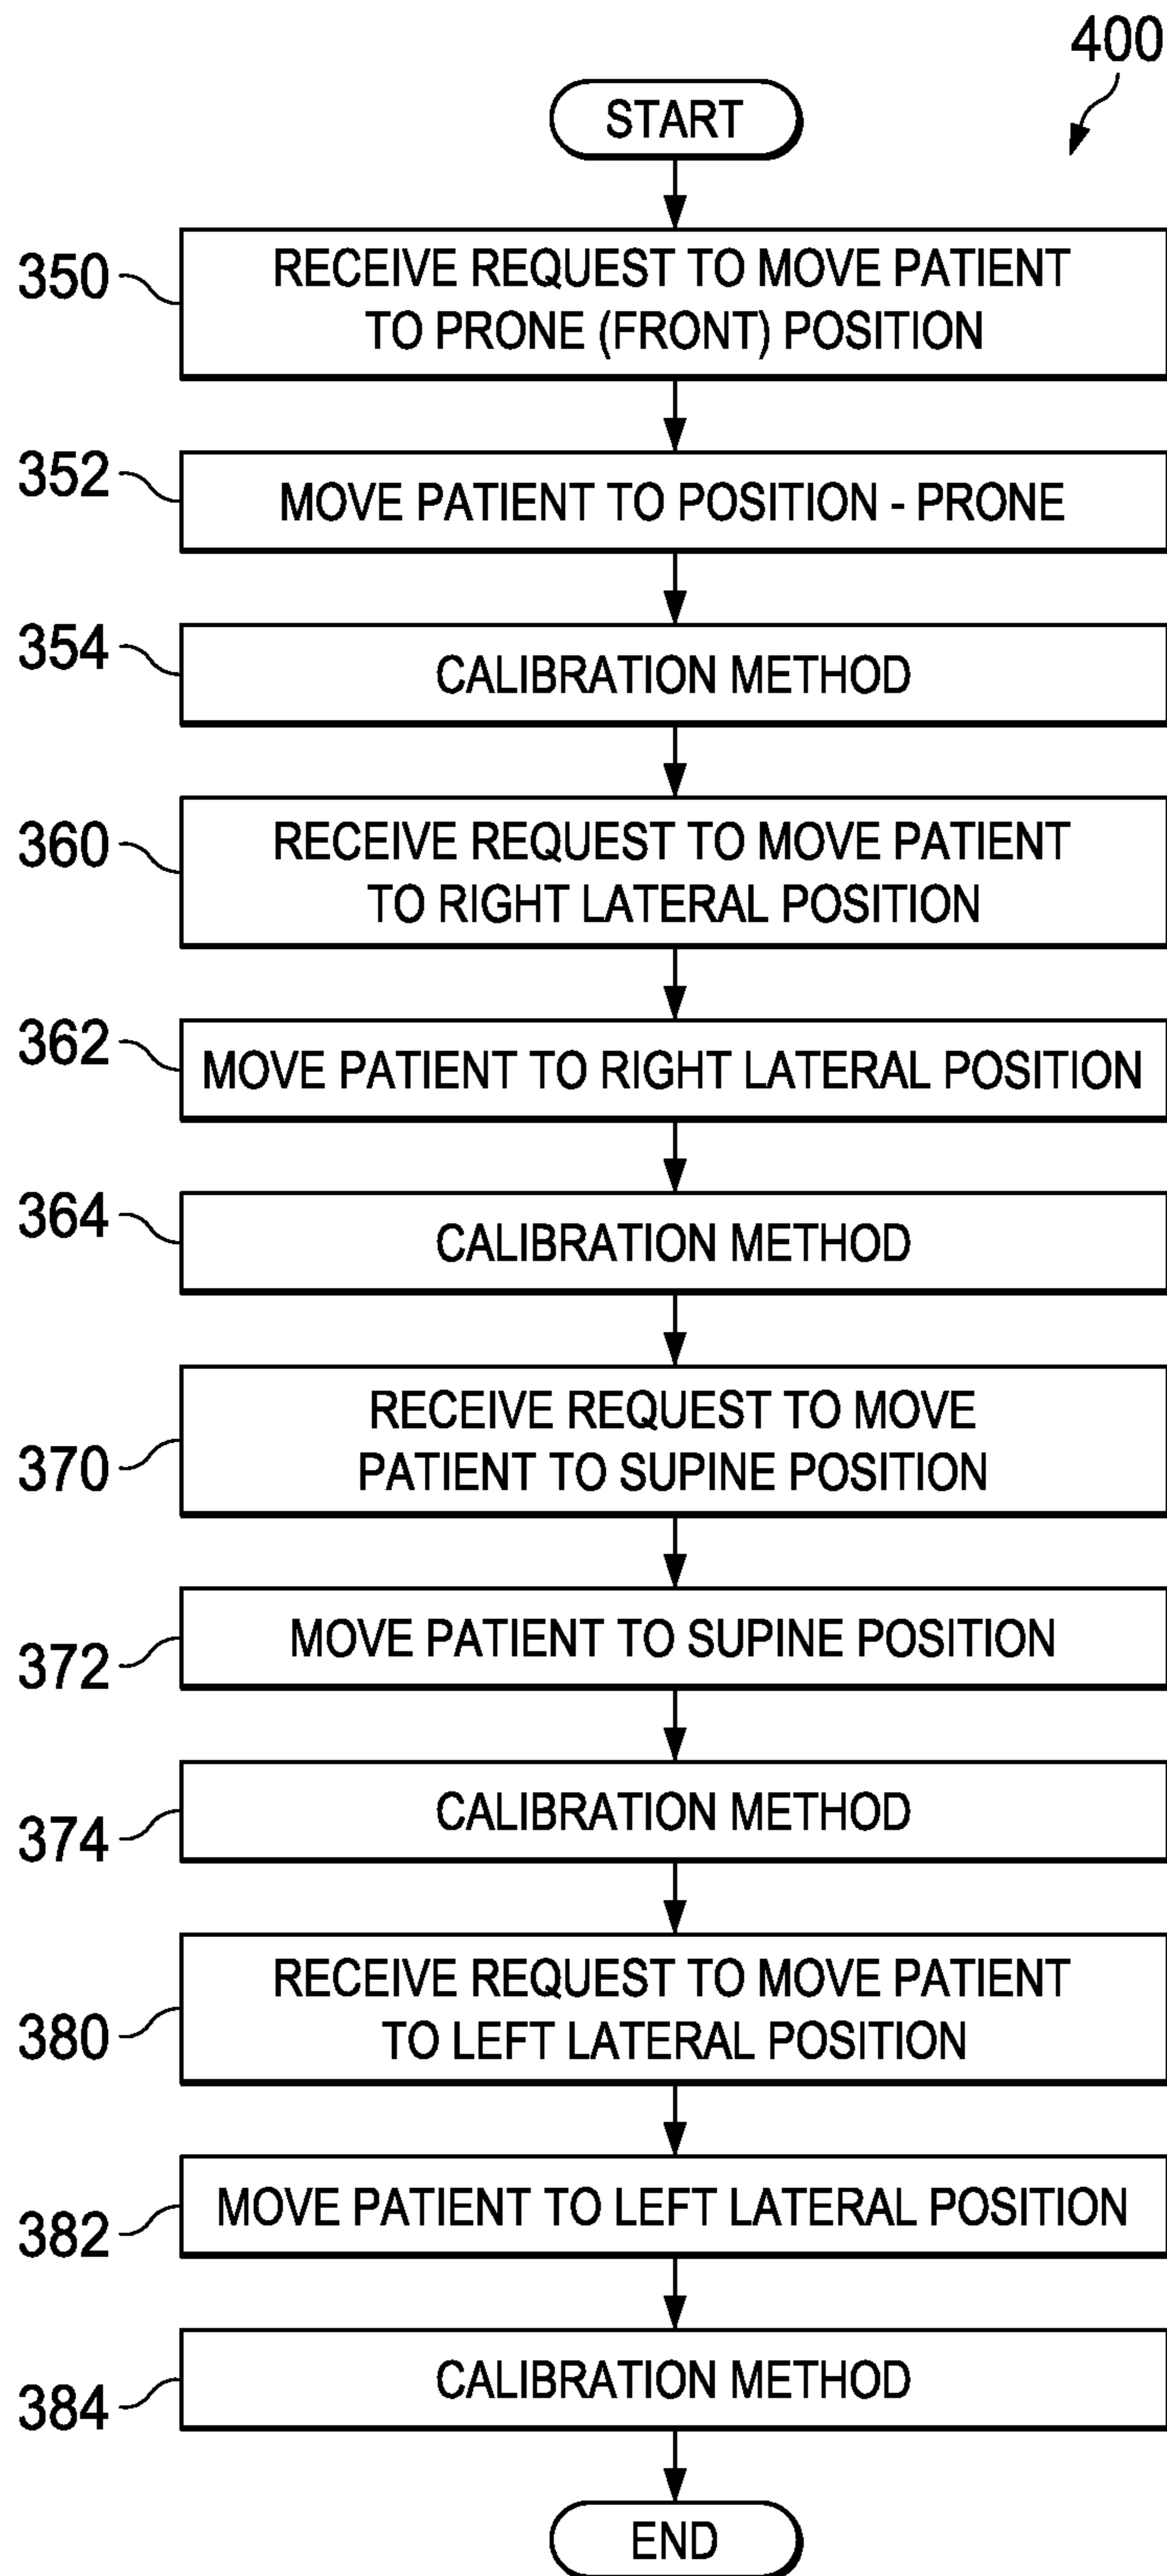 400
START
350
RECEIVE REQUEST TO MOVE PATIENT
TO PRONE (FRONT) POSITION
352
MOVE PATIENT TO POSITION - PRONE
354
CALIBRATION METHOD
360
RECEIVE REQUEST TO MOVE PATIENT
TO RIGHT LATERAL POSITION
362
MOVE PATIENT TO RIGHT LATERAL POSITION
364
CALIBRATION METHOD
370
RECEIVE REQUEST TO MOVE
PATIENT TO SUPINE POSITION
372
MOVE PATIENT TO SUPINE POSITION
374
CALIBRATION METHOD
380
RECEIVE REQUEST TO MOVE PATIENT
TO LEFT LATERAL POSITION
382
MOVE PATIENT TO LEFT LATERAL POSITION
384
CALIBRATION METHOD
END